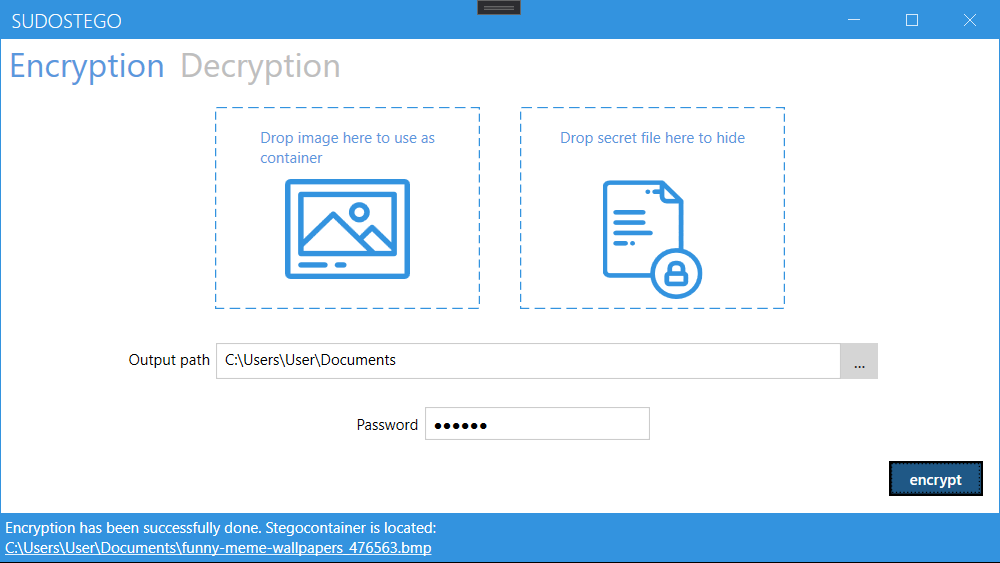 SUDOSTEGO
Encryption Decryption
Drop image here to use as
container
Drop secret file here to hide
Output path C:\Users\User\Documents ...
Password ●●●●●●
encrypt
Encryption has been successfully done. Stegocontainer is located:
C:\Users\User\Documents\funny-meme-wallpapers_476563.bmp